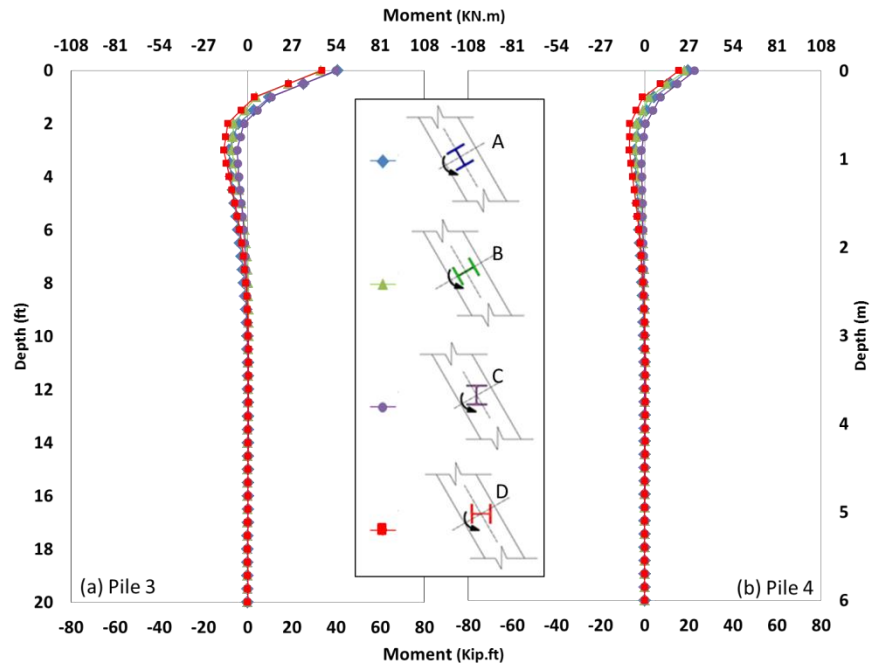 Moment (KN.m)
-108 -81 -54 -27 0 27 54 81 108 -108 -81 -54 -27 0 27 54 81 108
0
2
4
6
8
10
12
14
16
18
20
Depth (ft)
A
B
C
D
0
1
2
3
4
5
6
Depth (m)
(a) Pile 3
(b) Pile 4
-80 -60 -40 -20 0 20 40 60 80 -60 -40 -20 0 20 40 60 80
Moment (Kip.ft)